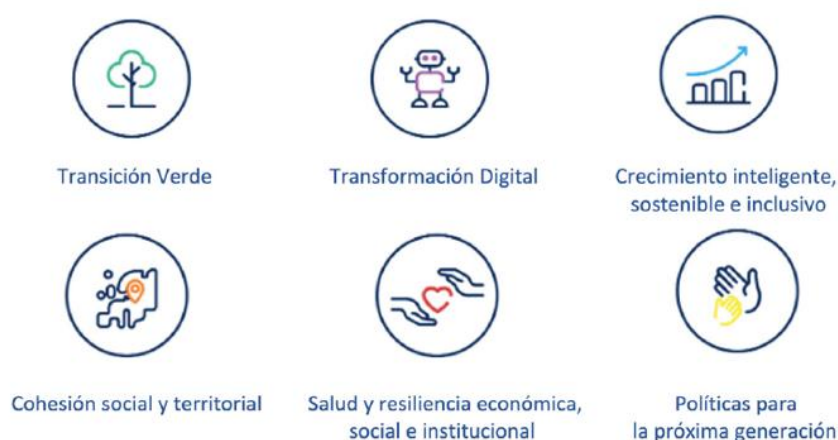 Transición Verde
Transformación Digital
Crecimiento inteligente,
sostenible e inclusivo
Cohesión social y territorial
Salud y resiliencia económica,
social e institucional
Políticas para
la próxima generación